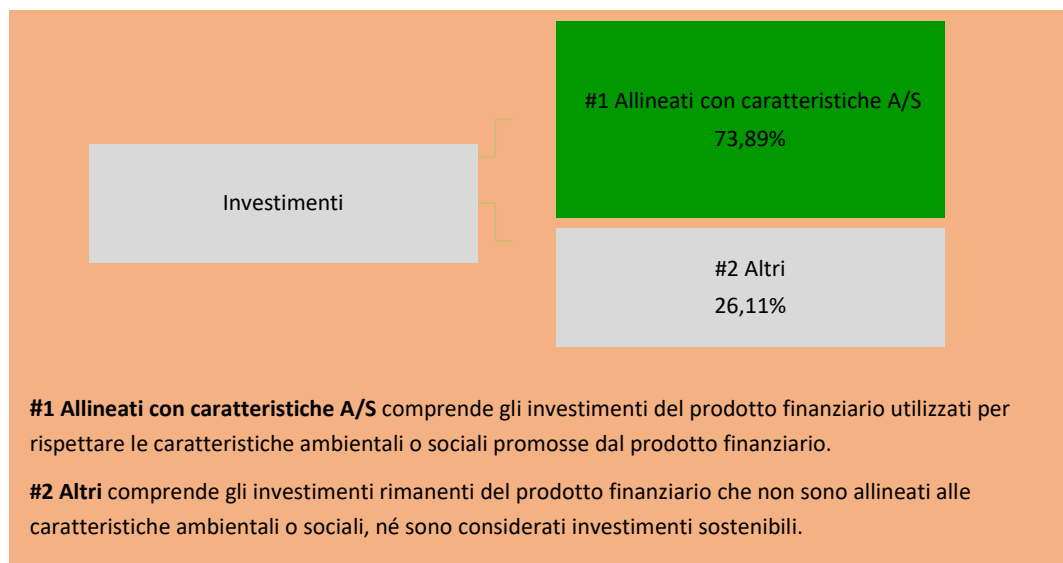 #1 Allineati con caratteristiche A/S
73,89%
Investimenti
#2 Altri
26,11%
#1 Allineati con caratteristiche A/S comprende gli investimenti del prodotto finanziario utilizzati per
rispettare le caratteristiche ambientali o sociali promosse dal prodotto finanziario.
#2 Altri comprende gli investimenti rimanenti del prodotto finanziario che non sono allineati alle
caratteristiche ambientali o sociali, né sono considerati investimenti sostenibili.